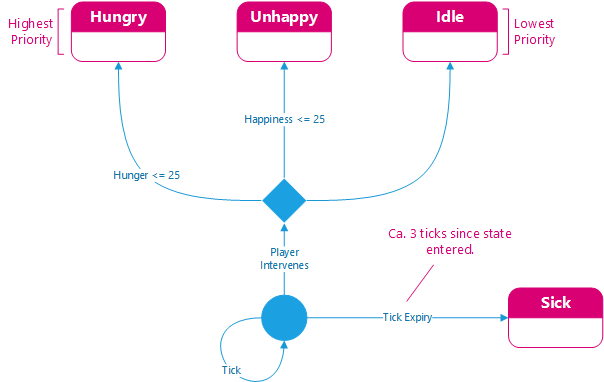 Highest
Priority
Hungry
Unhappy
Idle
Lowest
Priority
Happiness <= 25
Hunger <= 25
Player
Intervenes
Ca. 3 ticks since state
entered.
Tick Expiry
Sick
Tick